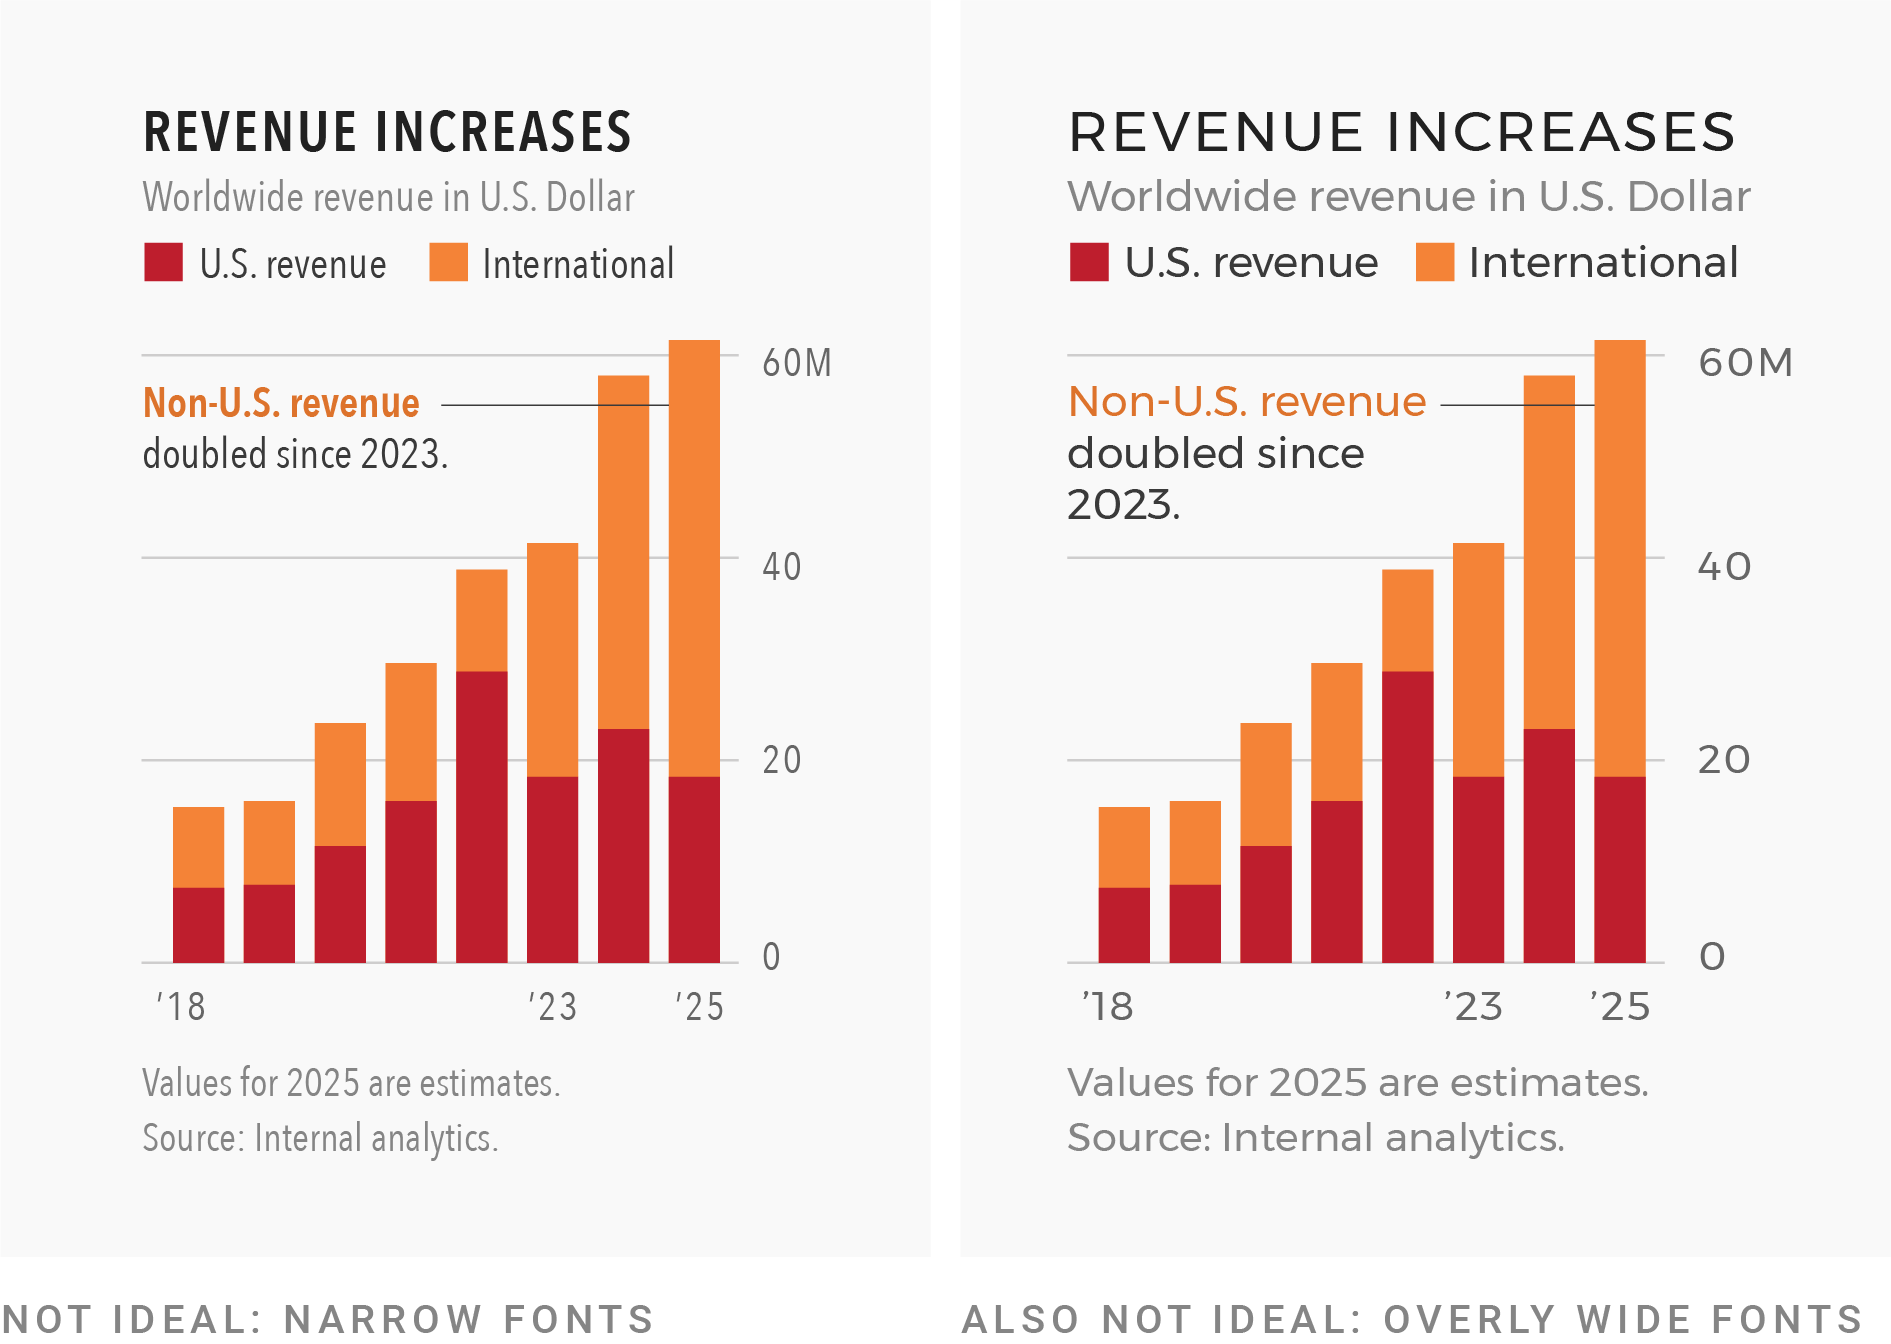 REVENUE INCREASES
Worldwide revenue in U.S. Dollar
U.S. revenue International
60M
Non-U.S. revenue
doubled since 2023.
40
20
0
’18 ’23 ’25
Values for 2025 are estimates.
Source: Internal analytics.
NOT IDEAL: NARROW FONTS
REVENUE INCREASES
Worldwide revenue in U.S. Dollar
U.S. revenue International
60M
Non-U.S. revenue
doubled since
2023.
40
20
0
’18 ’23 ’25
Values for 2025 are estimates.
Source: Internal analytics.
ALSO NOT IDEAL: OVERLY WIDE FONTS